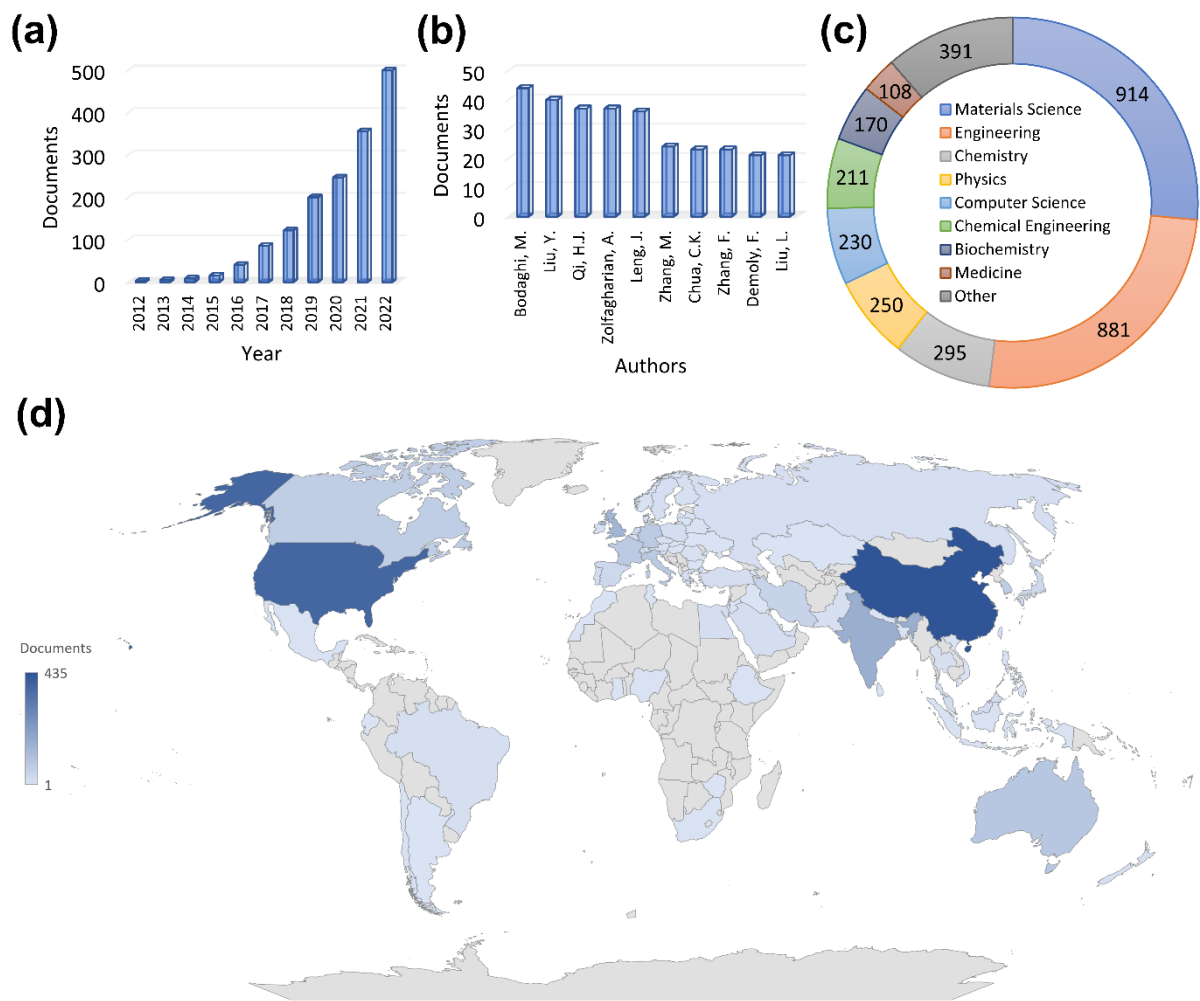 (a)
500
400
300
200
100
0
Documents
2012 2013 2014 2015 2016 2017 2018 2019 2020 2021 2022
Year
(b)
50
40
30
20
10
0
Documents
Bodaghi, M.
Liu, Y.
Qi, H.J.
Zolfagharian, A.
Leng, J.
Zhang, M.
Chua, C.K.
Zhang, F.
Demoly, F.
Liu, L.
Authors
(c)
391
914
108
170
211
230
250
295
881
Materials Science
Engineering
Chemistry
Physics
Computer Science
Chemical Engineering
Biochemistry
Medicine
Other
(d)
Documents
435
1